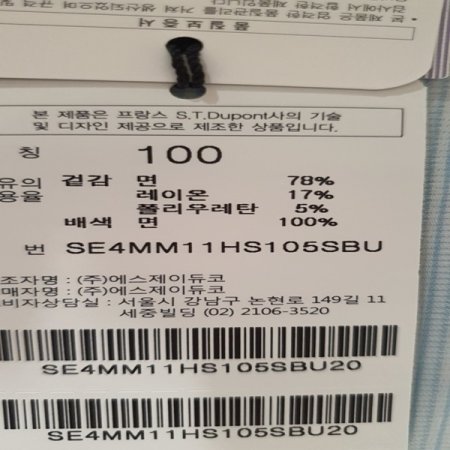 품질보증서
본 제품은 프랑스 S.T.Dupont사의 기술
및 디자인 제공으로 제조한 상품입니다.
칭 100
유의 겉감 면 78%
용율 레이온 17%
폴리우레탄 5%
배색 면 100%
번 SE4MM11HS105SBU
조자명 : (주)에스제이듀코
매자명 : (주)에스제이듀코
비자상담실 : 서울시 강남구 논현로 149길 11
세중빌딩 (02) 2106-3520
SE4MM11HS105SBU20
SE4MM11HS105SBU20